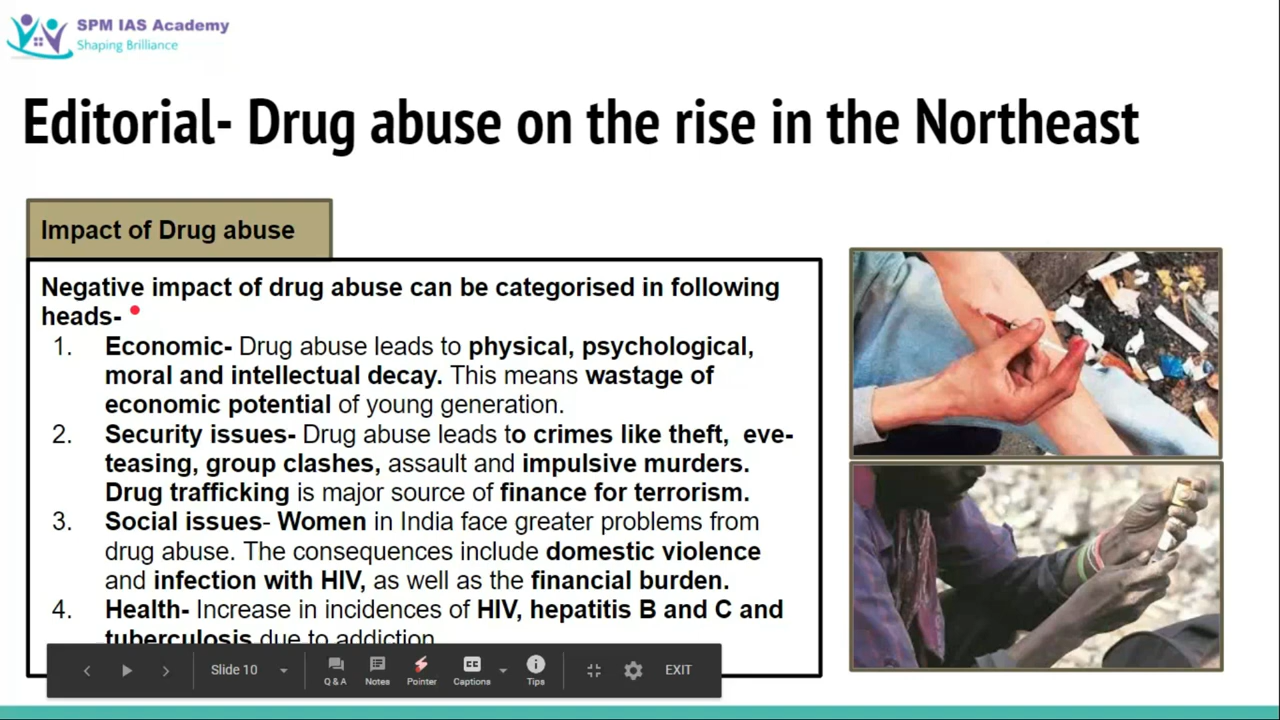 SPM IAS Academy
Shaping Brilliance
Editorial- Drug abuse on the rise in the Northeast
Impact of Drug abuse
Negative impact of drug abuse can be categorised in following
heads-
1. Economic- Drug abuse leads to physical, psychological,
moral and intellectual decay. This means wastage of
economic potential of young generation.
2. Security issues- Drug abuse leads to crimes like theft, eve-
teasing, group clashes, assault and impulsive murders.
Drug trafficking is major source of finance for terrorism.
3. Social issues- Women in India face greater problems from
drug abuse. The consequences include domestic violence
and infection with HIV, as well as the financial burden.
4. Health- Increase in incidences of HIV, hepatitis B and C and
tuberculosis due to addiction
Slide 10
Q & A
Notes
Pointer
CC
Captions
Tips
EXIT